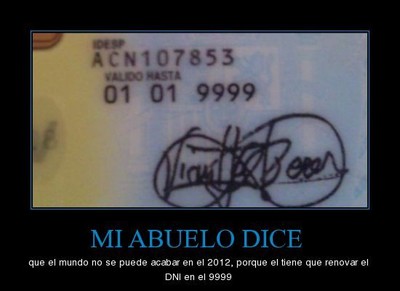 IDESP
ACN107853
VALIDO HASTA
01 01 9999
MI ABUELO DICE
que el mundo no se puede acabar en el 2012, porque el tiene que renovar el
DNI en el 9999